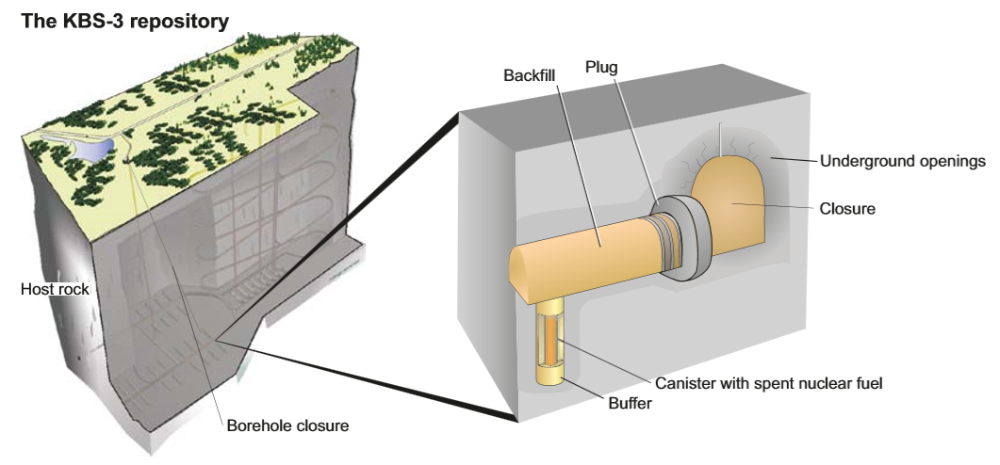 The KBS-3 repository
Backfill
Plug
Underground openings
Closure
Host rock
Canister with spent nuclear fuel
Buffer
Borehole closure